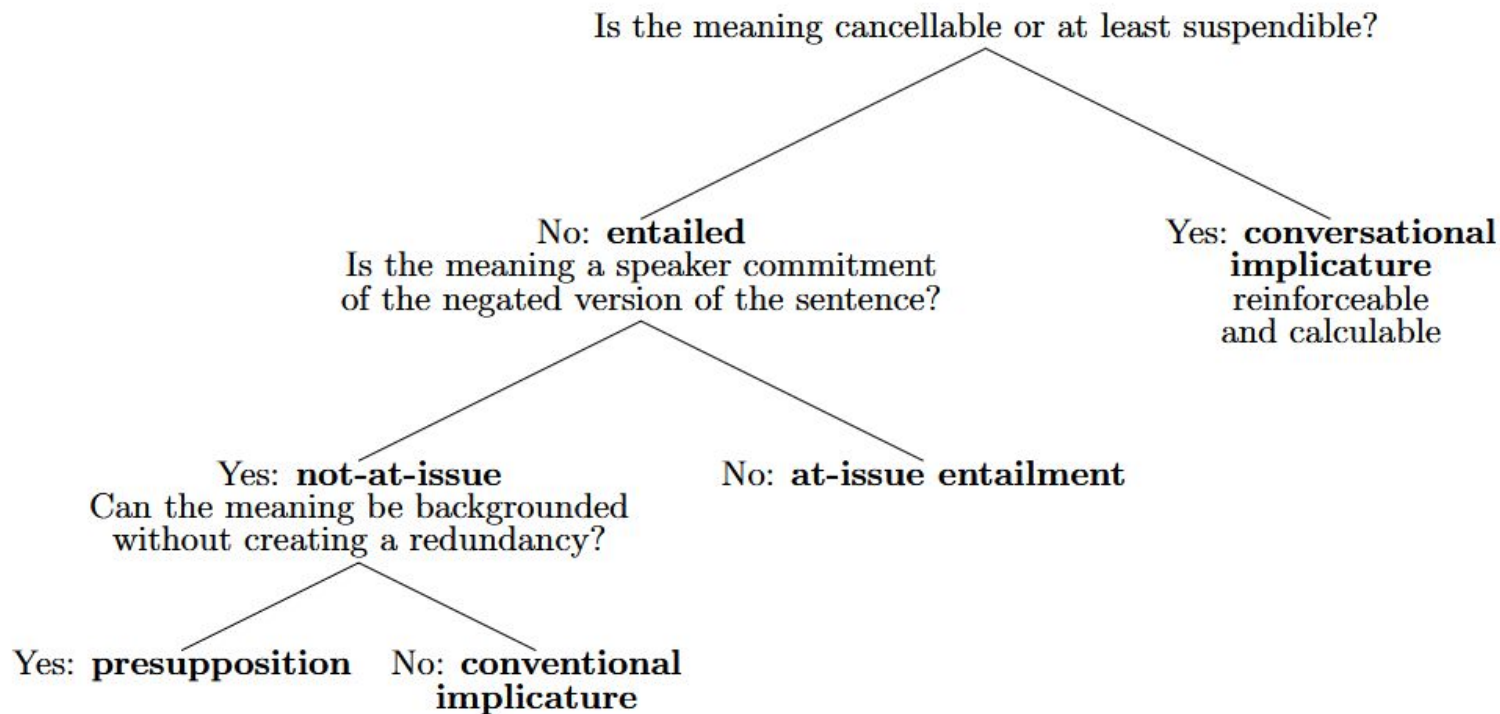 Is the meaning cancellable or at least suspendible?
No: entailed
Is the meaning a speaker commitment
of the negated version of the sentence?
Yes: conversational
implicature
reinforceable
and calculable
Yes: not-at-issue
Can the meaning be backgrounded
without creating a redundancy?
No: at-issue entailment
Yes: presupposition
No: conventional
implicature